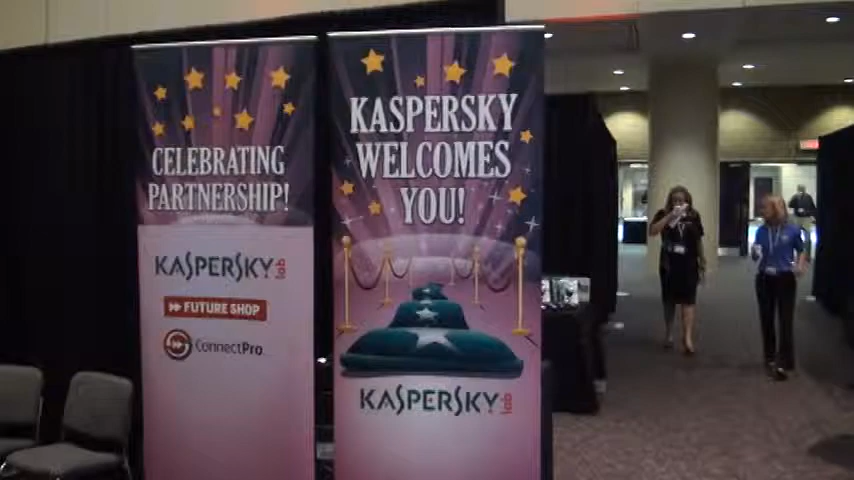 CELEBRATING
PARTNERSHIP!
KASPERSKY lab
FUTURE SHOP
ConnectPro
KASPERSKY
WELCOMES
YOU!
KASPERSKY lab